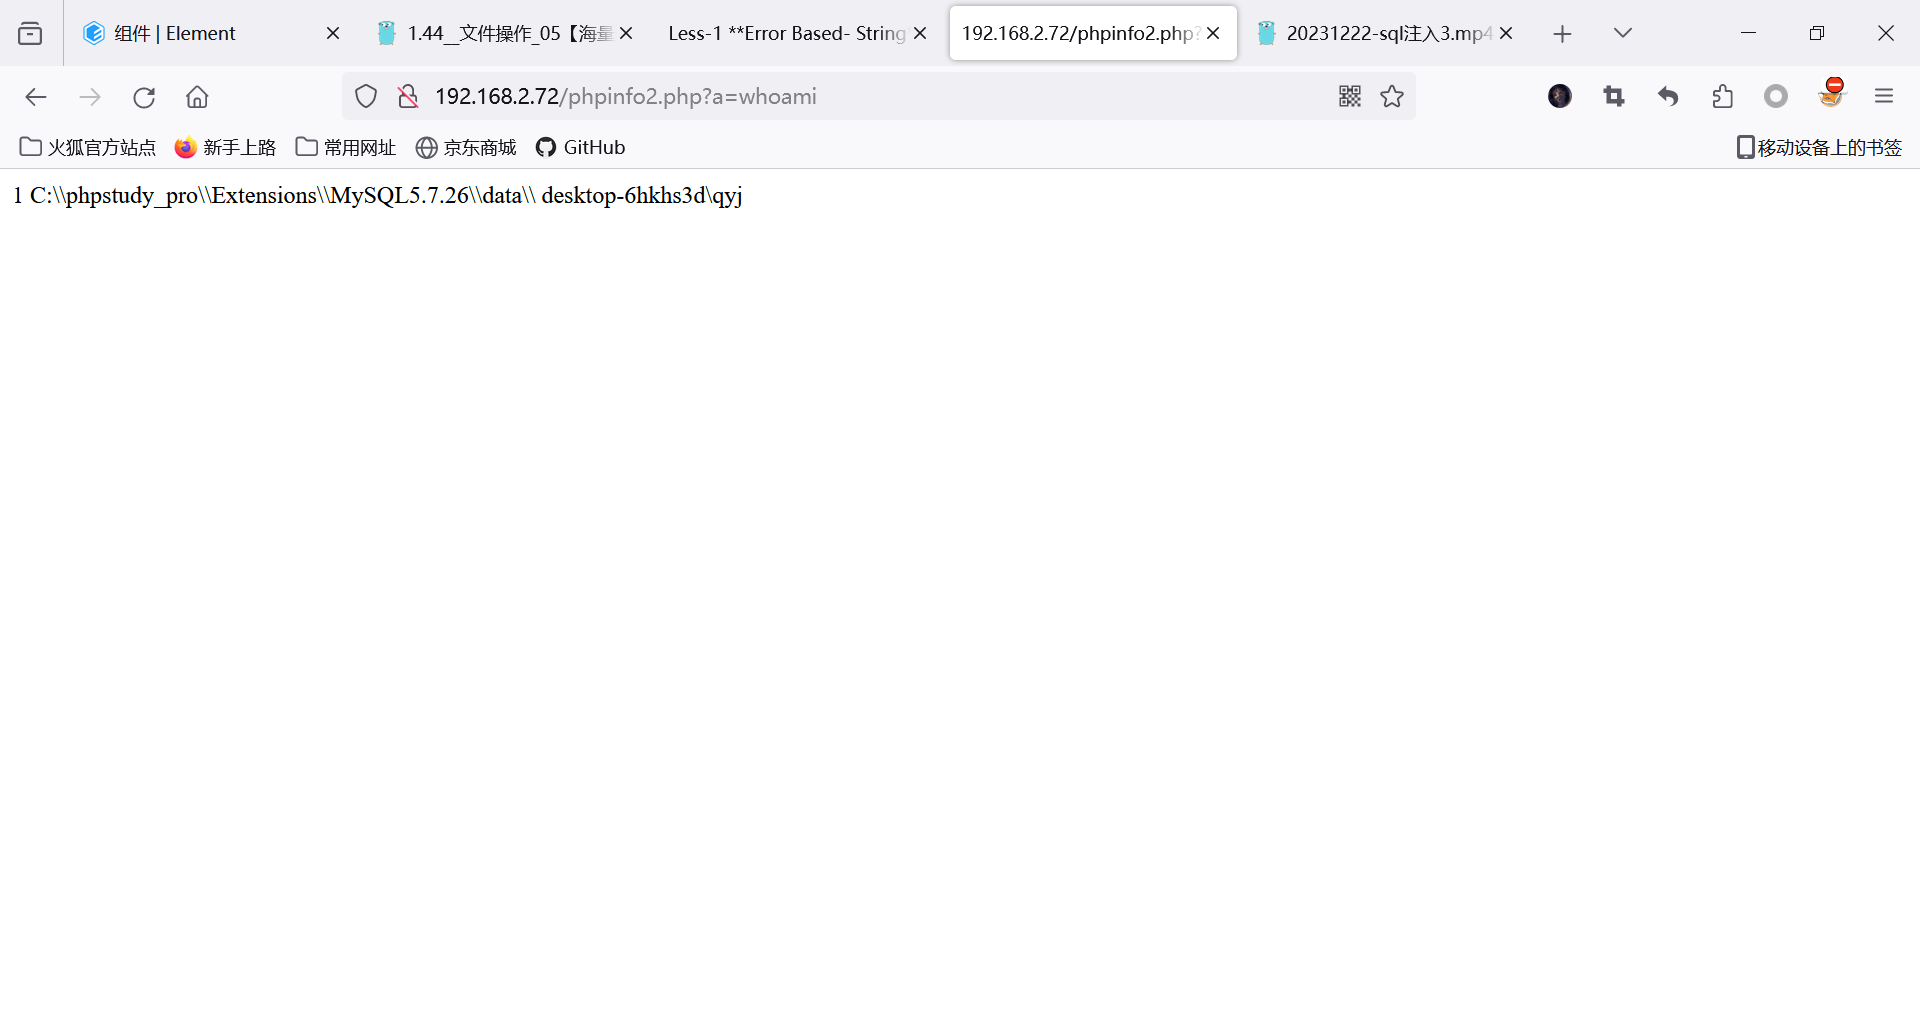 组件 | Element
1.44__文件操作_05【海量
Less-1 **Error Based- String
192.168.2.72/phpinfo2.php?
20231222-sql注入3.mp4
192.168.2.72/phpinfo2.php?a=whoami
火狐官方站点 新手上路 常用网址 京东商城 GitHub 移动设备上的书签
1 C:\\phpstudy_pro\\Extensions\\MySQL5.7.26\\data\\ desktop-6hkhs3d\qyj